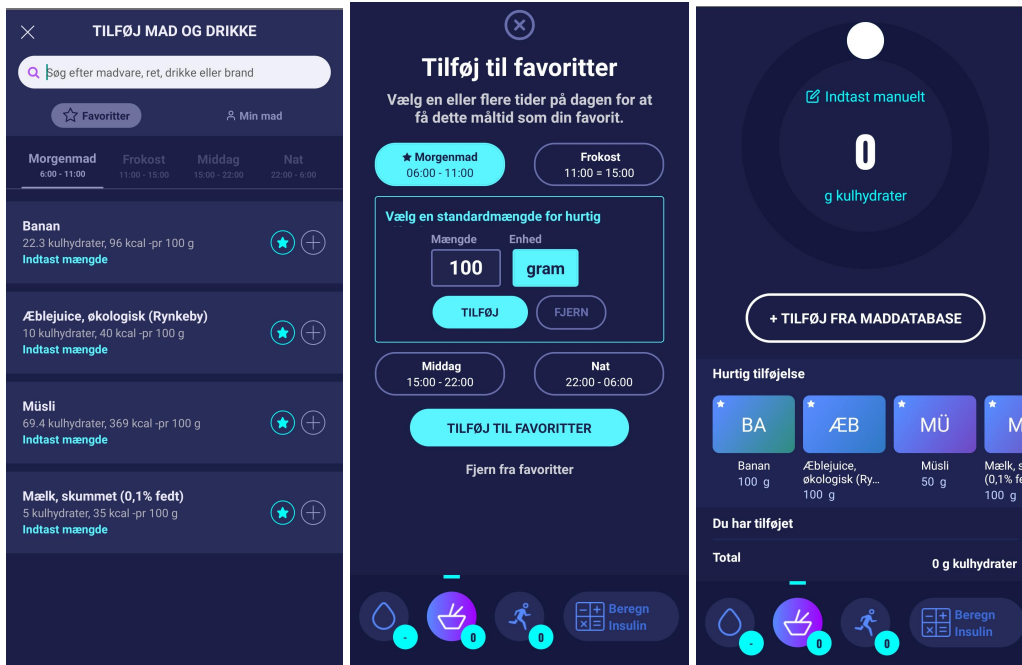 TILFØJ MAD OG DRIKKE
Søg efter madvare, ret, drikke eller brand
Favoritter
Min mad
Morgenmad
6:00 - 11:00
Frokost
11:00 - 15:00
Middag
15:00 - 22:00
Nat
22:00 - 6:00
Banan
22.3 kulhydrater, 96 kcal -pr 100 g
Indtast mængde
Æblejuice, økologisk (Rynkeby)
10 kulhydrater, 40 kcal -pr 100 g
Indtast mængde
Müsli
69.4 kulhydrater, 369 kcal -pr 100 g
Indtast mængde
Mælk, skummet (0,1% fedt)
5 kulhydrater, 35 kcal -pr 100 g
Indtast mængde
Tilføj til favoritter
Vælg en eller flere tider på dagen for at
få dette måltid som din favorit.
Morgenmad
06:00 - 11:00
Frokost
11:00 = 15:00
Vælg en standardmængde for hurtig
Mængde
Enhed
100
gram
TILFØJ
FJERN
Middag
15:00 - 22:00
Nat
22:00 - 06:00
TILFØJ TIL FAVORITTER
Fjern fra favoritter
-
0
0
Beregn
Insulin
Indtast manuelt
0
g kulhydrater
+ TILFØJ FRA MADDATABASE
Hurtig tilføjelse
BA
ÆB
MÜ
M
Banan
100 g
Æblejuice,
økologisk (Ry...
100 g
Müsli
50 g
Mælk, s
(0,1% fe
100 g
Du har tilføjet
Total
0 g kulhydrater
-
0
0
Beregn
Insulin